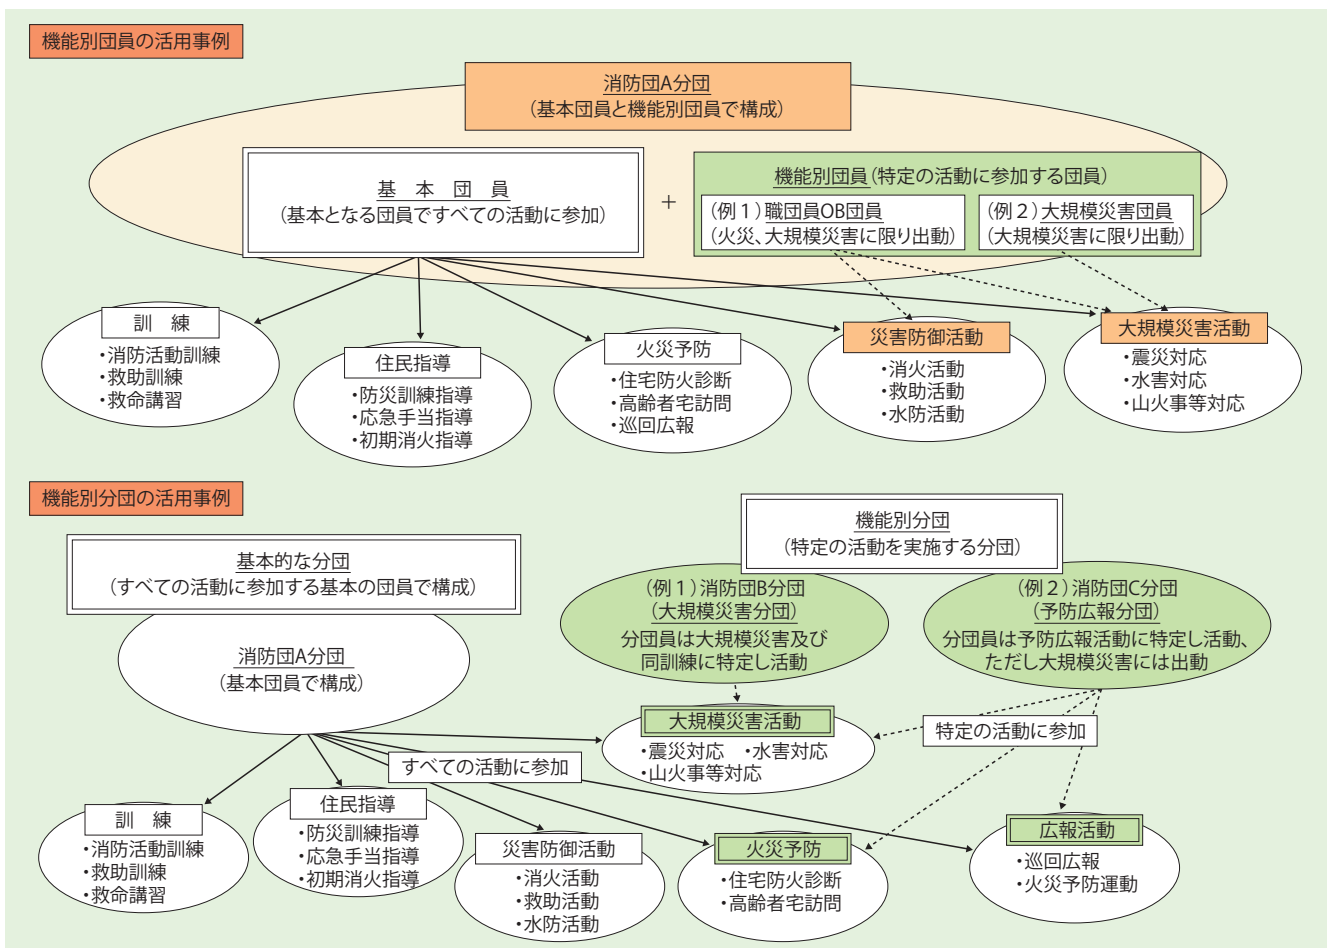 機能別団員の活用事例
消防団A分団
（基本団員と機能別団員で構成）
基　本　団　員
（基本となる団員ですべての活動に参加）
＋
機能別団員（特定の活動に参加する団員）
（例１）職団員OB団員
（火災、大規模災害に限り出動）
（例２）大規模災害団員
（大規模災害に限り出動）
訓　練
・消防活動訓練
・救助訓練
・救命講習
住民指導
・防災訓練指導
・応急手当指導
・初期消火指導
火災予防
・住宅防火診断
・高齢者宅訪問
・巡回広報
災害防御活動
・消火活動
・救助活動
・水防活動
大規模災害活動
・震災対応
・水害対応
・山火事等対応
機能別分団の活用事例
基本的な分団
（すべての活動に参加する基本の団員で構成）
消防団A分団
（基本団員で構成）
機能別分団
（特定の活動を実施する分団）
（例１）消防団B分団
（大規模災害分団）
分団員は大規模災害及び
同訓練に特定し活動
（例２）消防団C分団
（予防広報分団）
分団員は予防広報活動に特定し活動、
ただし大規模災害には出動
大規模災害活動
・震災対応　・水害対応
・山火事等対応
特定の活動に参加
すべての活動に参加
訓　練
・消防活動訓練
・救助訓練
・救命講習
住民指導
・防災訓練指導
・応急手当指導
・初期消火指導
災害防御活動
・消火活動
・救助活動
・水防活動
火災予防
・住宅防火診断
・高齢者宅訪問
広報活動
・巡回広報
・火災予防運動